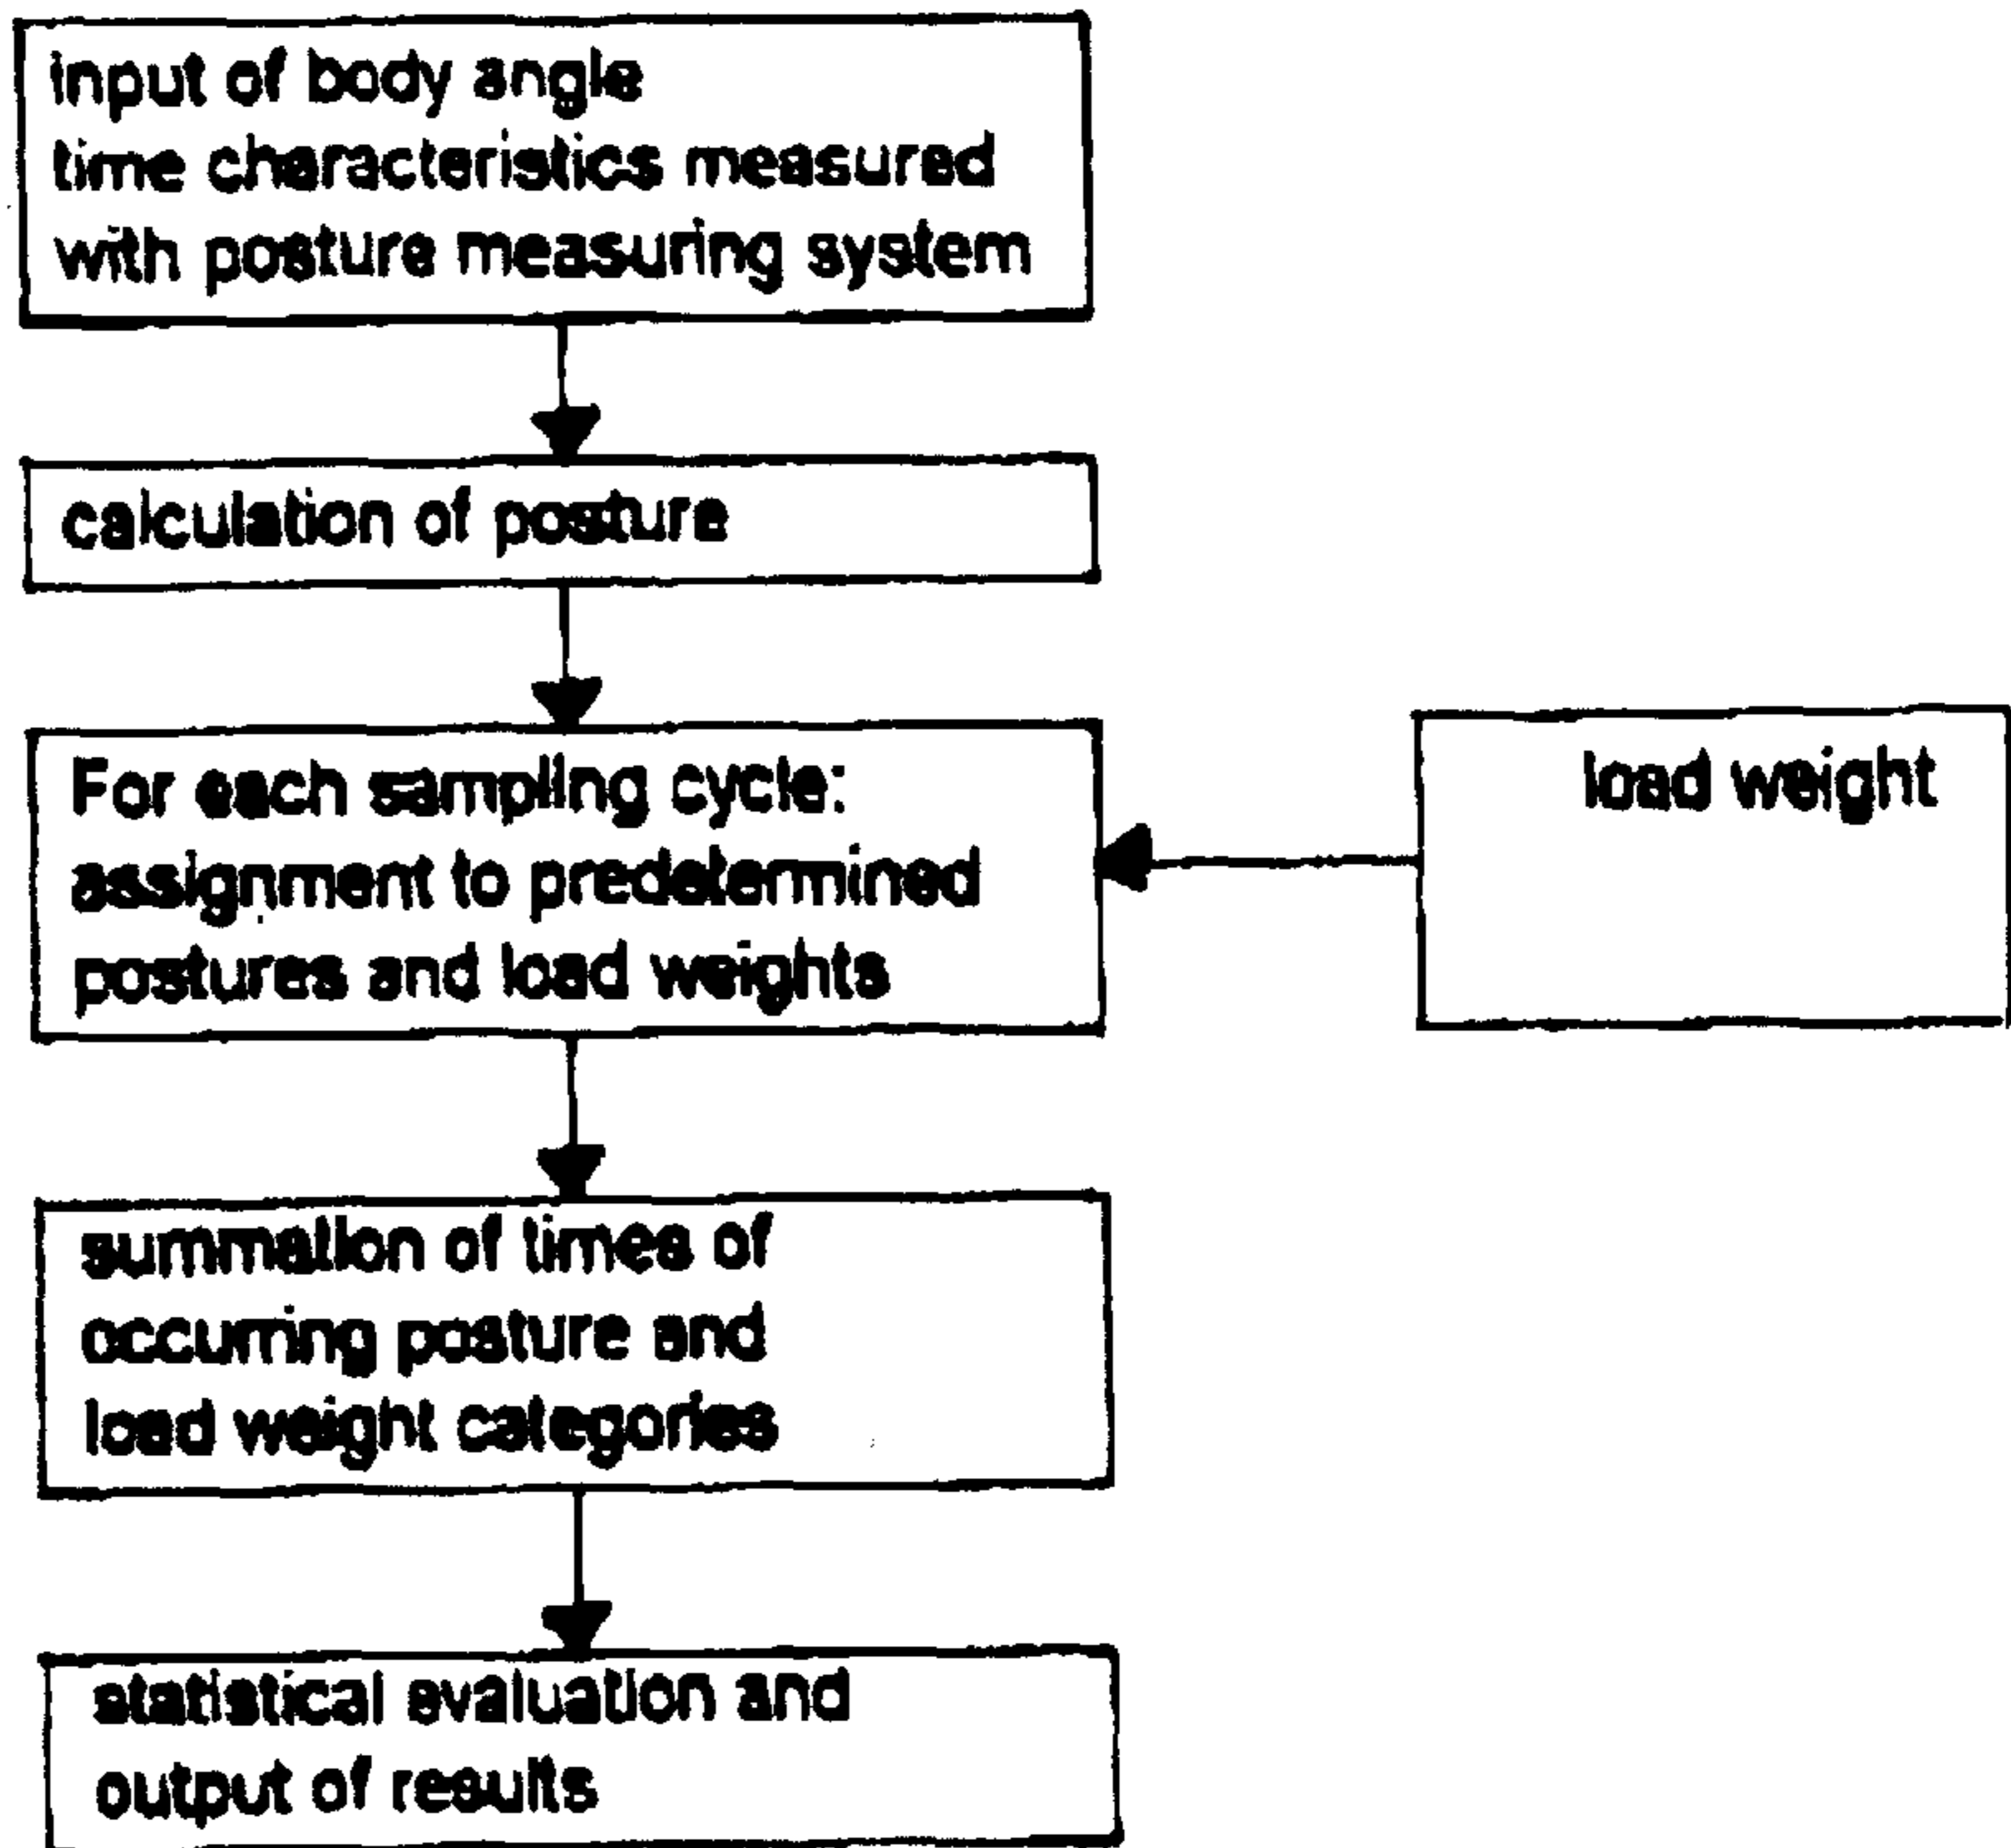 input of body angle
time characteristics measured
with posture measuring system
calculation of posture
For each sampling cycle:
assignment to predetermined
postures and load weights
load weight
summation of times of
occurring posture and
load weight categories
statistical evaluation and
output of results